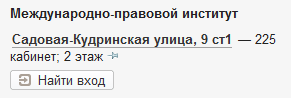 Международно-правовой институт
Садовая-Кудринская улица, 9 ст1 — 225
кабинет; 2 этаж
Найти вход